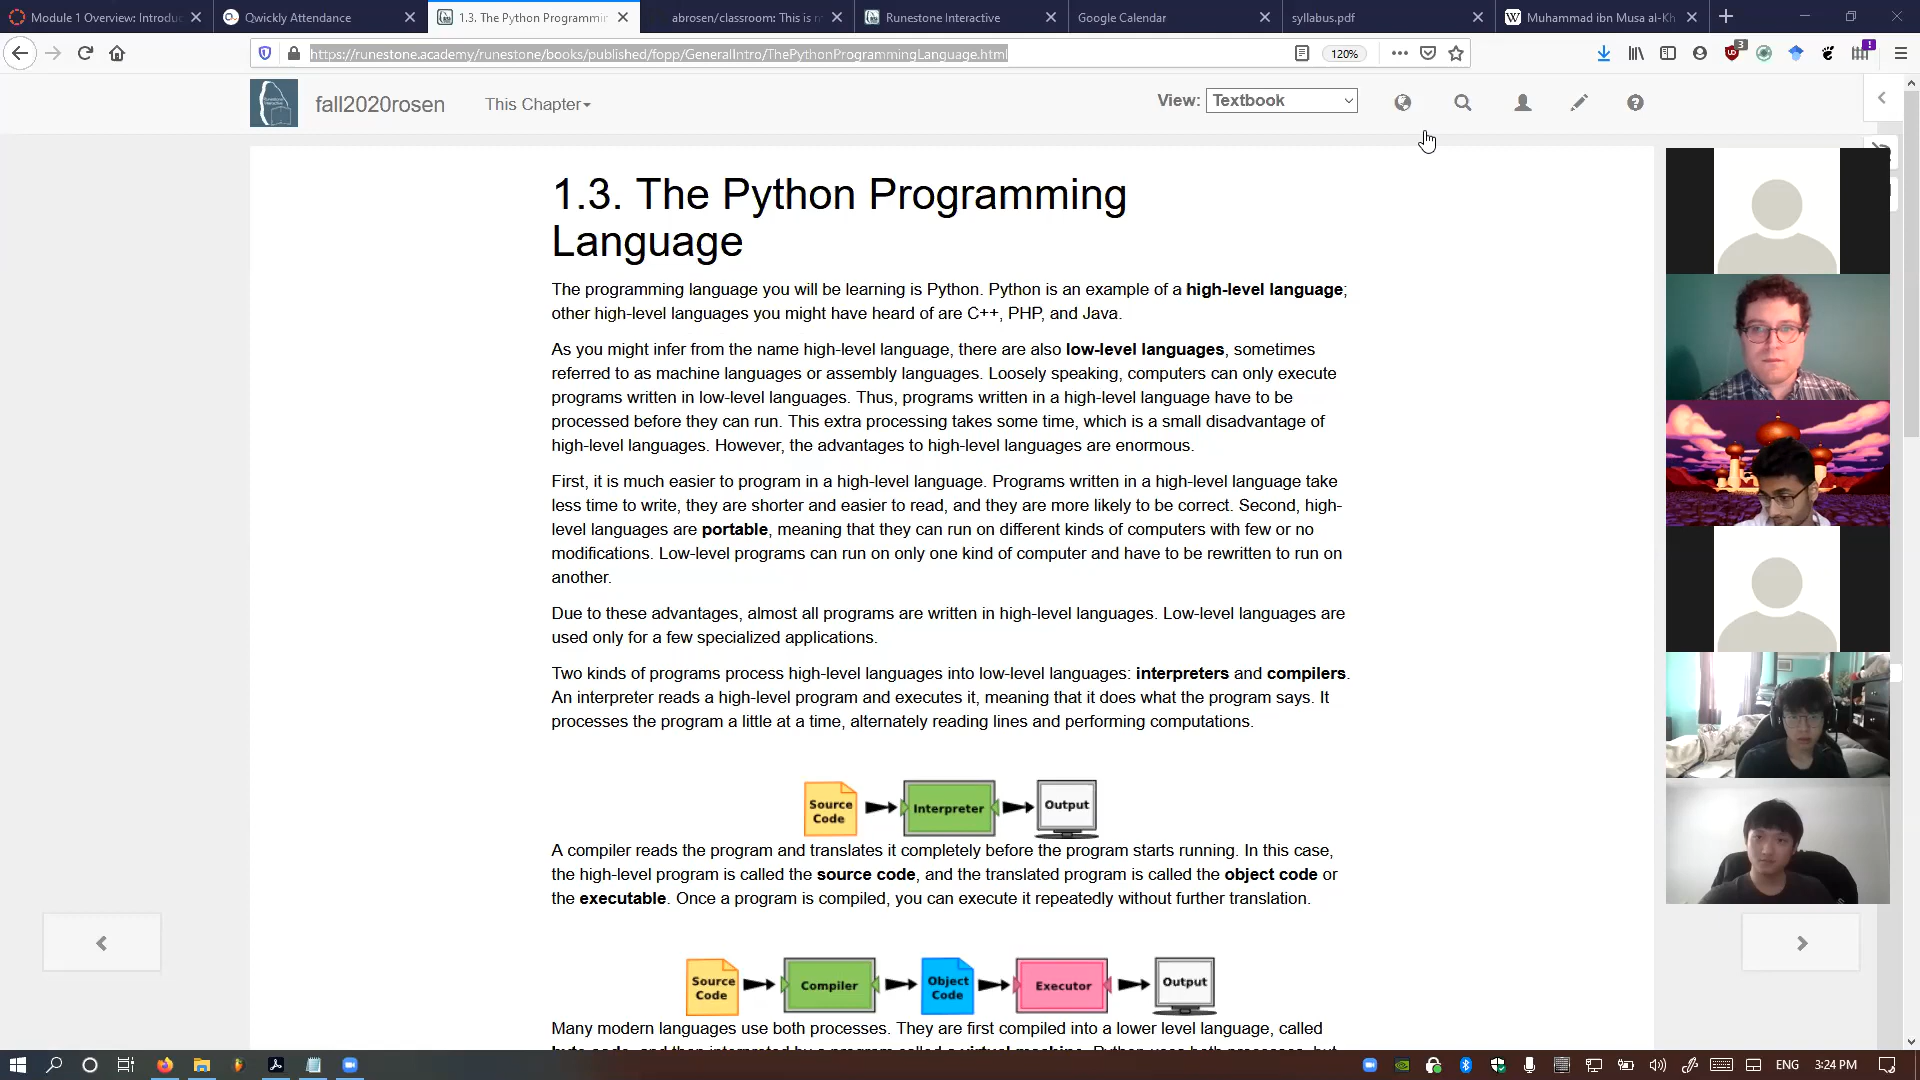 Module 1 Overview: Introduc
Qwickly Attendance
1.3. The Python Programmin
abrosen/classroom: This is m
Runestone Interactive
Google Calendar
syllabus.pdf
Muhammad ibn Musa al-Kh
https://runestone.academy/runestone/books/published/fopp/GeneralIntro/ThePythonProgrammingLanguage.html
120%
3
fall2020rosen
This Chapter
View: Textbook
1.3. The Python Programming
Language
The programming language you will be learning is Python. Python is an example of a high-level language;
other high-level languages you might have heard of are C++, PHP, and Java.
As you might infer from the name high-level language, there are also low-level languages, sometimes
referred to as machine languages or assembly languages. Loosely speaking, computers can only execute
programs written in low-level languages. Thus, programs written in a high-level language have to be
processed before they can run. This extra processing takes some time, which is a small disadvantage of
high-level languages. However, the advantages to high-level languages are enormous.
First, it is much easier to program in a high-level language. Programs written in a high-level language take
less time to write, they are shorter and easier to read, and they are more likely to be correct. Second, high-
level languages are portable, meaning that they can run on different kinds of computers with few or no
modifications. Low-level programs can run on only one kind of computer and have to be rewritten to run on
another.
Due to these advantages, almost all programs are written in high-level languages. Low-level languages are
used only for a few specialized applications.
Two kinds of programs process high-level languages into low-level languages: interpreters and compilers.
An interpreter reads a high-level program and executes it, meaning that it does what the program says. It
processes the program a little at a time, alternately reading lines and performing computations.
Source Code
Interpreter
Output
A compiler reads the program and translates it completely before the program starts running. In this case,
the high-level program is called the source code, and the translated program is called the object code or
the executable. Once a program is compiled, you can execute it repeatedly without further translation.
Source Code
Compiler
Object Code
Executor
Output
Many modern languages use both processes. They are first compiled into a lower level language, called
byte code, and then interpreted by a program called a virtual machine. Python uses both processes, but
ENG
3:24 PM